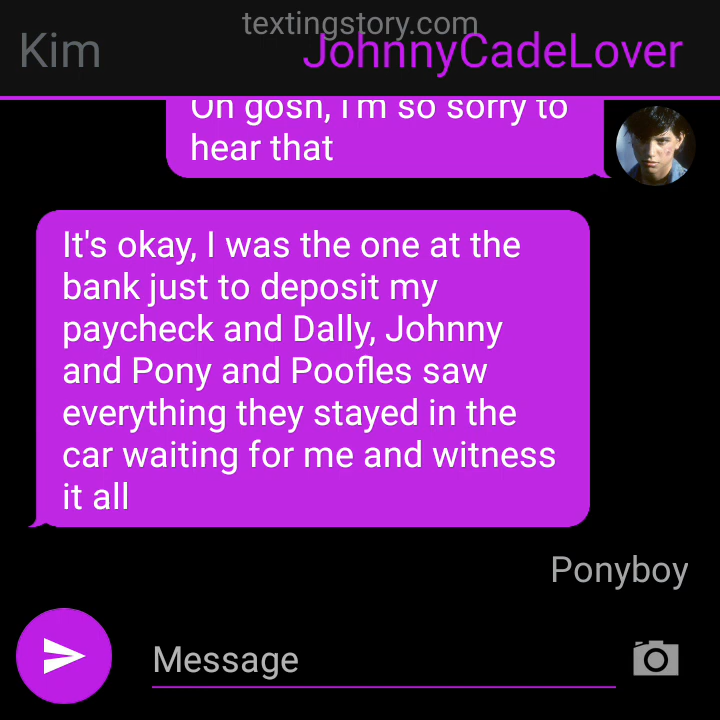 textingstory.com
Kim
JohnnyCadeLover
Oh gosh, I'm so sorry to
hear that
It's okay, I was the one at the
bank just to deposit my
paycheck and Dally, Johnny
and Pony and Poofles saw
everything they stayed in the
car waiting for me and witness
it all
Ponyboy
Message